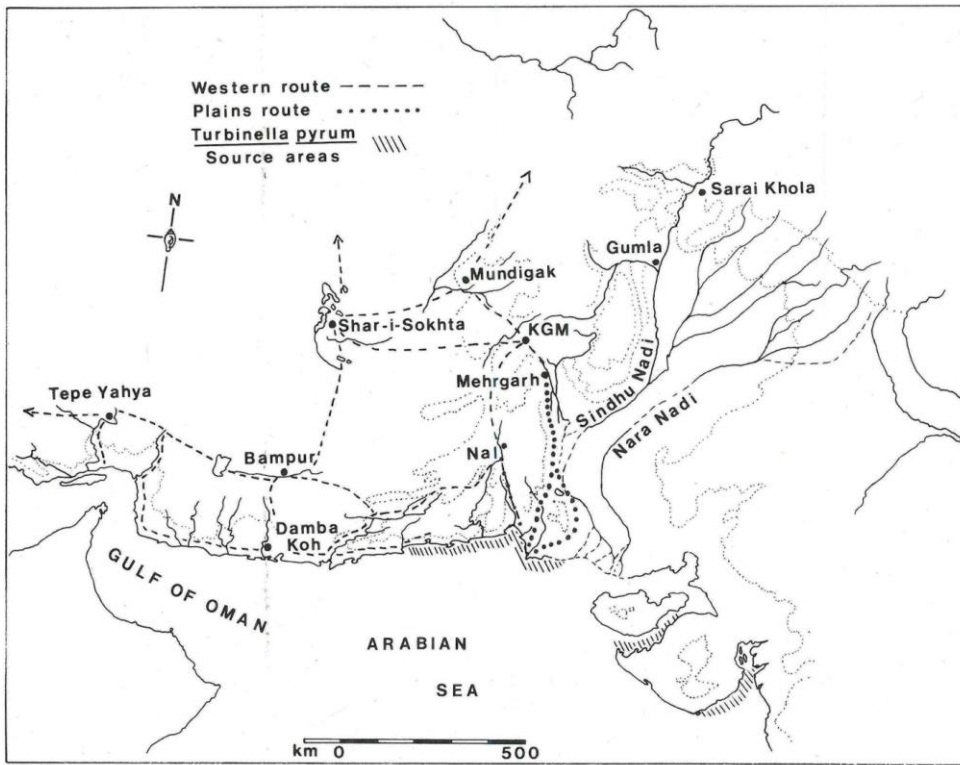 Western route
Plains route
Turbinella pyrum
Source areas
N
Sarai Khola
Gumla
Mundigak
Shar-i-Sokhta
KGM
Mehrgarh
Sindhu Nadi
Nara Nadi
Tepe Yahya
Bampur
Nal
Damba
Koh
GULF OF OMAN
ARABIAN
SEA
km 0 500